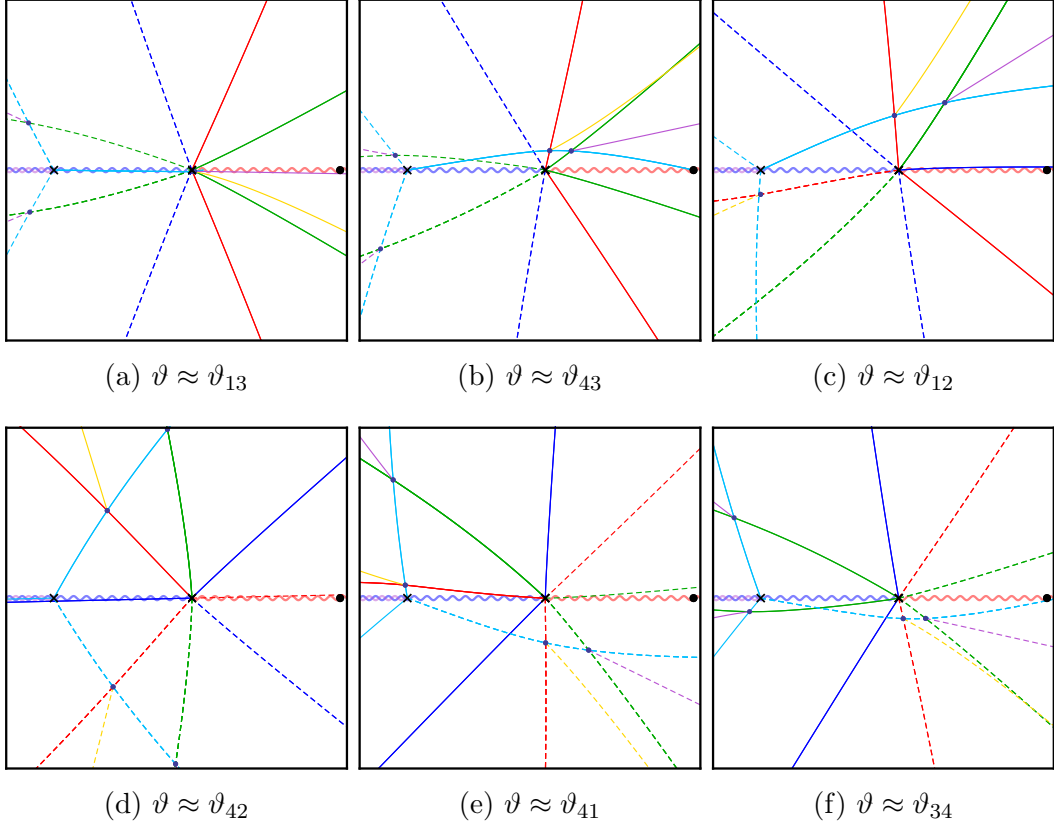 (a) ϑ ≈ ϑ₁₃
(b) ϑ ≈ ϑ₄₃
(c) ϑ ≈ ϑ₁₂
(d) ϑ ≈ ϑ₄₂
(e) ϑ ≈ ϑ₄₁
(f) ϑ ≈ ϑ₃₄